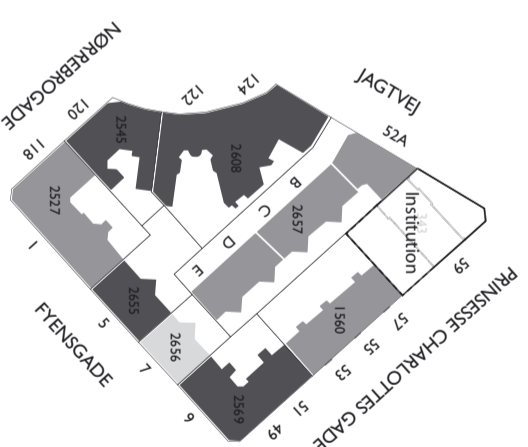 NØRREBROGADE
JAGTVEJ
118
120
122
124
52A
2545
2608
2527
B
C
D
E
2657
Institution
343
59
1
5
7
9
2655
2656
1560
2569
57
55
53
51
49
FYENSGADE
PRINSESSE CHARLOTTES GADE